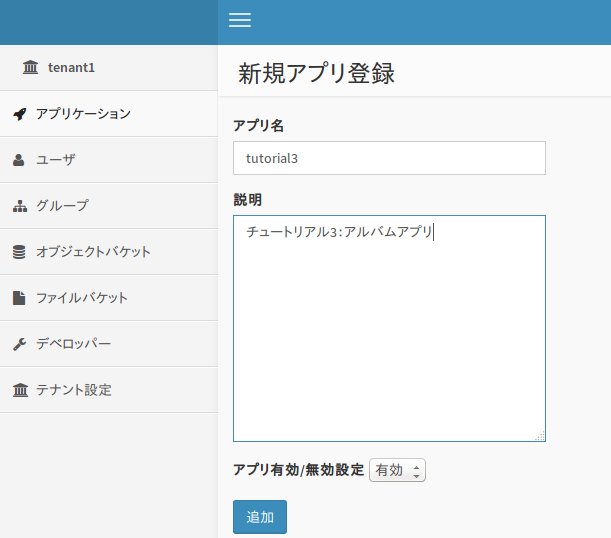 tenant1
アプリケーション
ユーザ
グループ
オブジェクトバケット
ファイルバケット
デベロッパー
テナント設定
新規アプリ登録
アプリ名
tutorial3
説明
チュートリアル3:アルバムアプリ
アプリ有効/無効設定 有効
追加